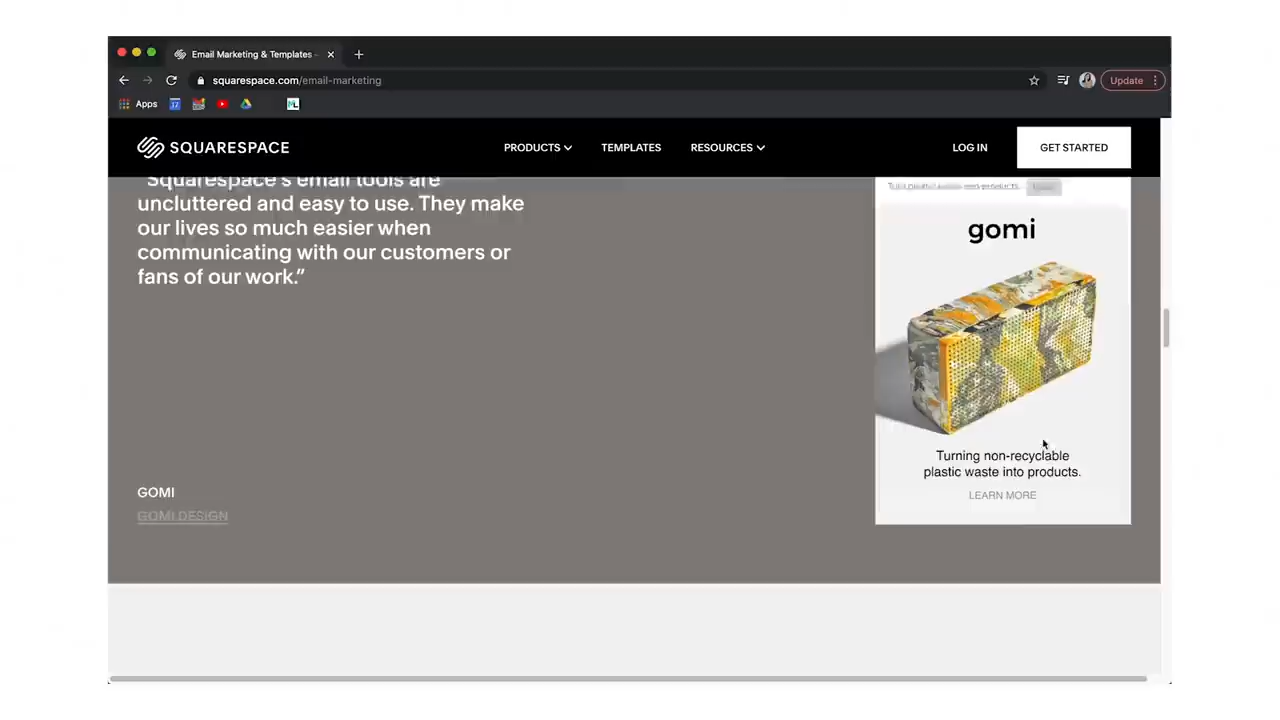 Email Marketing & Templates -
squarespace.com/email-marketing
Update
Apps
17
ML
SQUARESPACE
PRODUCTS
TEMPLATES
RESOURCES
LOG IN
GET STARTED
"Squarespace's email tools are
uncluttered and easy to use. They make
our lives so much easier when
communicating with our customers or
fans of our work.”
GOMI
GOMI.DESIGN
gomi
Turning non-recyclable
plastic waste into products.
LEARN MORE